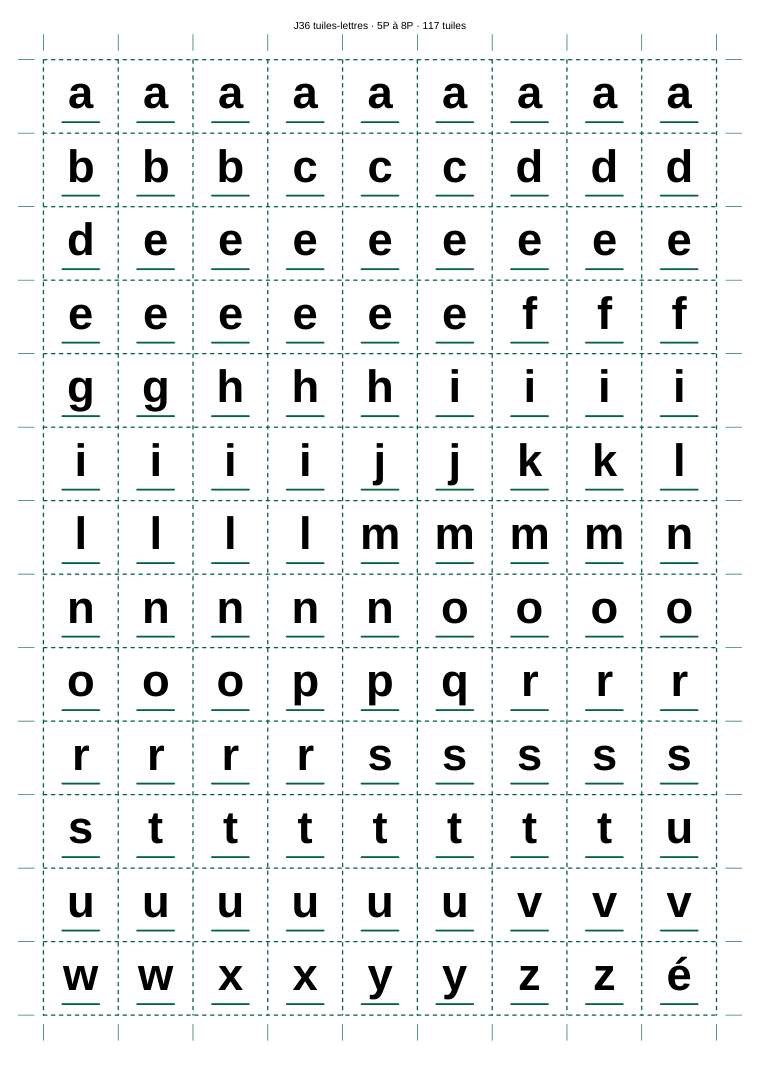 J36 tuiles-lettres · 5P à 8P · 117 tuiles
a a a a a a a a a
b b b c c c d d d
d e e e e e e e e
e e e e e e f f f
g g h h h i i i i
i i i i j j k k l
l l l l m m m m n
n n n n n o o o o
o o o p p q r r r
r r r r s s s s s
s t t t t t t t u
u u u u u u v v v
w w x x y y z z é